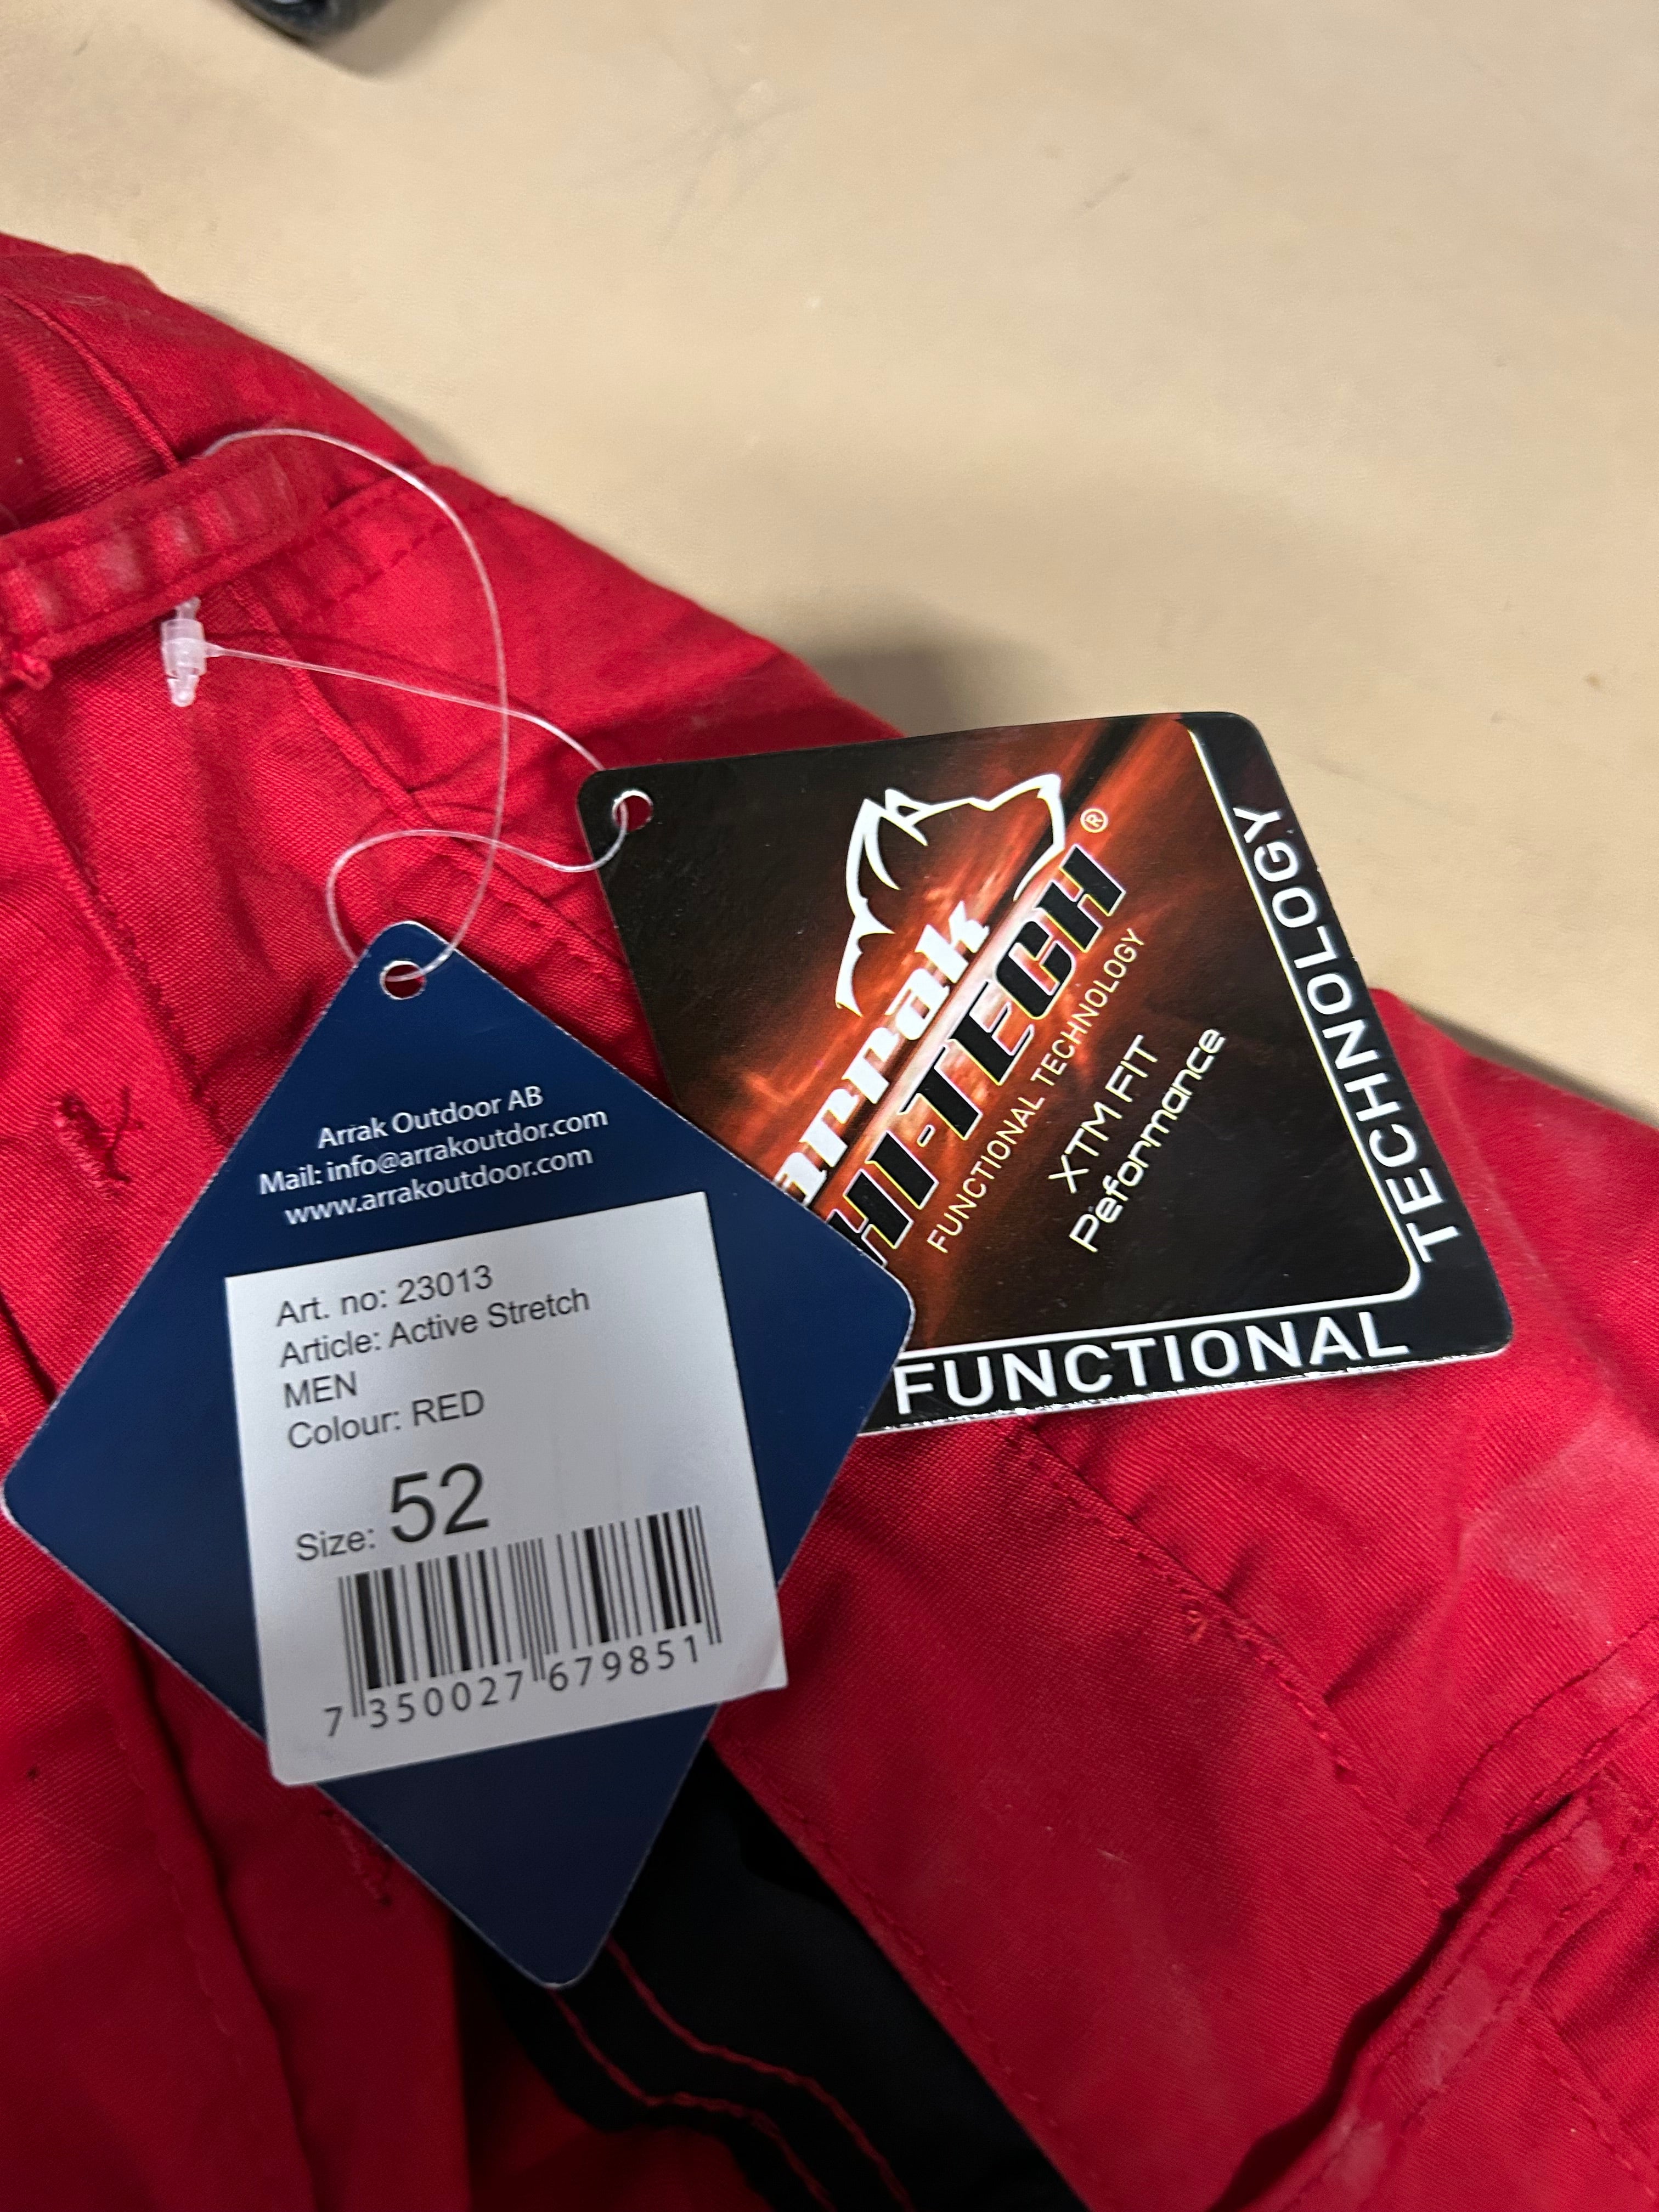 Arrak Outdoor AB
Mail: info@arrakoutdor.com
www.arrakoutdoor.com
Art. no: 23013
Article: Active Stretch
MEN
Colour: RED
Size: 52
7 350027 679851
arrak
®
HI-TECH
FUNCTIONAL TECHNOLOGY
XTM FIT
Peformance
FUNCTIONAL
TECHNOLOGY